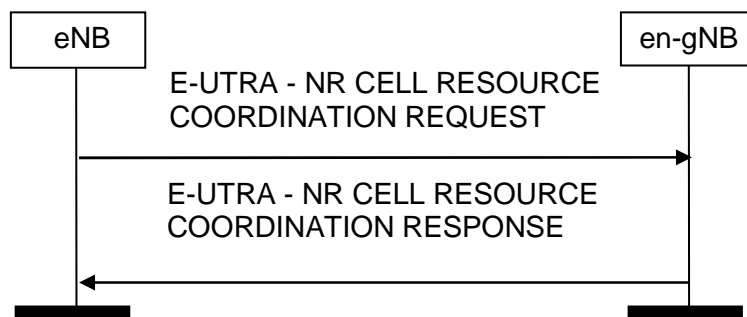 eNB
en-gNB
E-UTRA - NR CELL RESOURCE
COORDINATION REQUEST
E-UTRA - NR CELL RESOURCE
COORDINATION RESPONSE